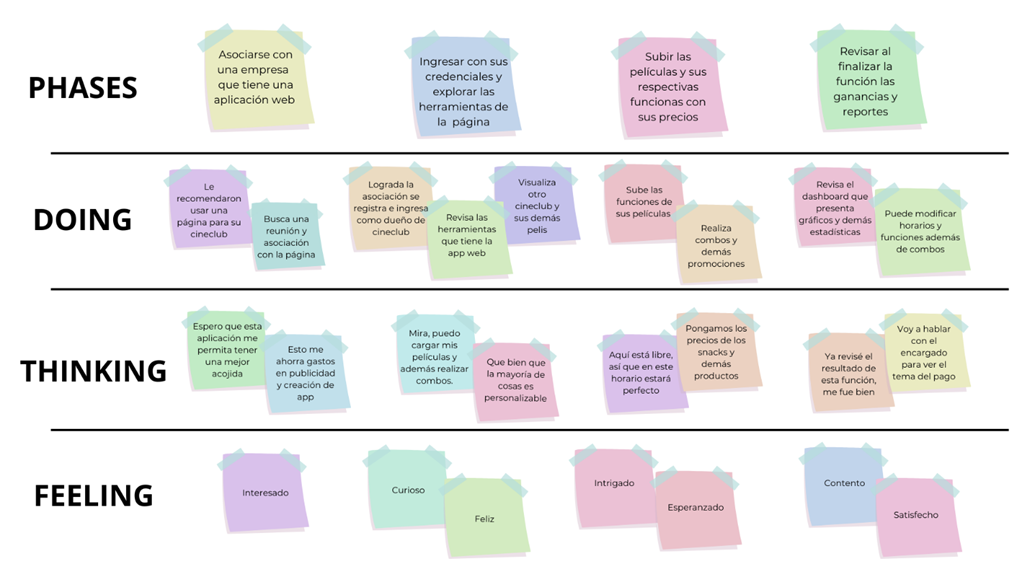 PHASES
Asociarse con
una empresa
que tiene una
aplicación web
Ingresar con sus
credenciales y
explorar las
herramientas de
la página
Subir las
películas y sus
respectivas
funcionas con
sus precios
Revisar al
finalizar la
función las
ganancias y
reportes
DOING
Le
recomendaron
usar una
página para su
cineclub
Busca una
reunión y
asociación
con la página
Lograda la
asociación se
registra e ingresa
como dueño de
cineclub
Revisa las
herramientas
que tiene la
app web
Visualiza
otro
cineclub y
sus demás
pelis
Sube las
funciones de
sus películas
Realiza
combos y
demás
promociones
Revisa el
dashboard que
presenta
gráficos y demás
estadísticas
Puede modificar
horarios y
funciones además
de combos
THINKING
Espero que esta
aplicación me
permita tener
una mejor
acojida
Esto me
ahorra gastos
en publicidad
y creación de
app
Mira, puedo
cargar mis
películas y
además realizar
combos.
Que bien que
la mayoría de
cosas es
personalizable
Aquí está libre,
así que en este
horario estará
perfecto
Pongamos los
precios de los
snacks y
demás
productos
Ya revisé el
resultado de
esta función,
me fue bien
Voy a hablar
con el
encargado
para ver el
tema del pago
FEELING
Interesado
Curioso
Feliz
Intrigado
Esperanzado
Contento
Satisfecho